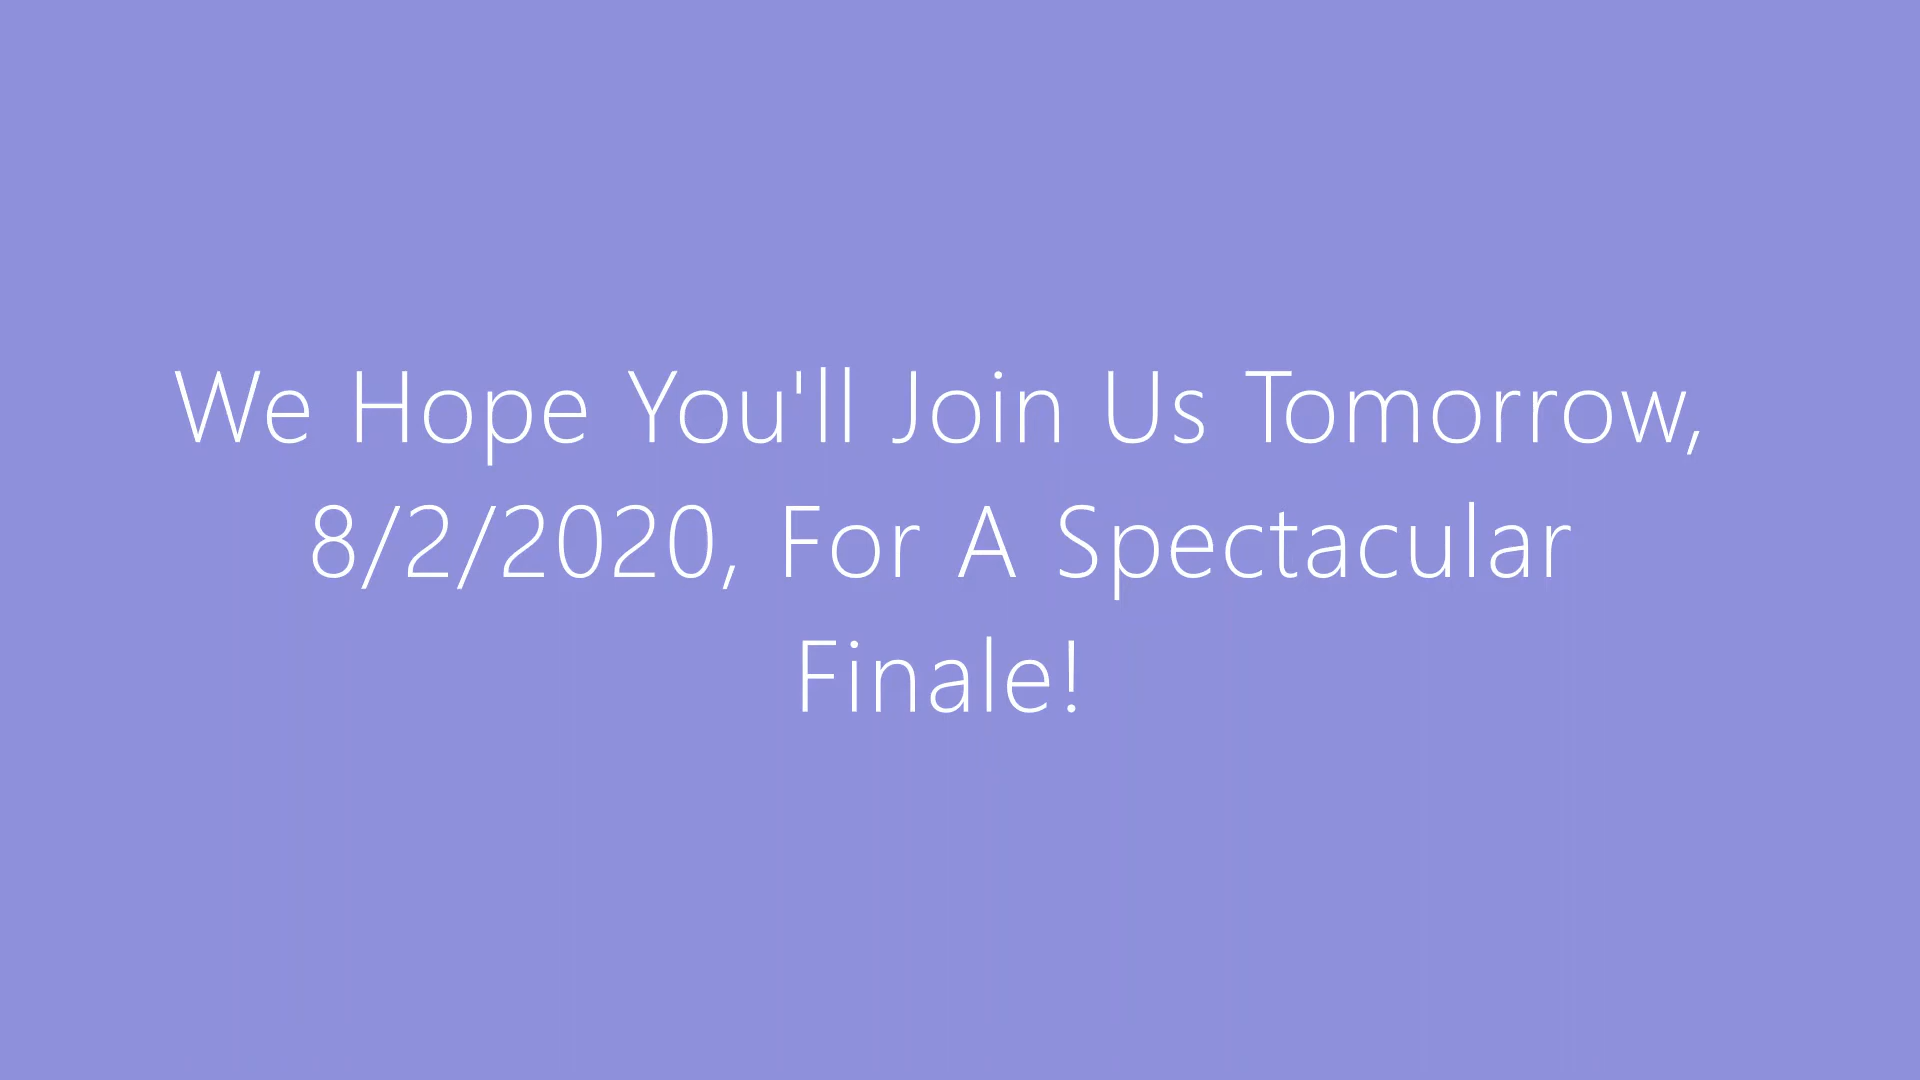 We Hope You'll Join Us Tomorrow,
8/2/2020, For A Spectacular
Finale!